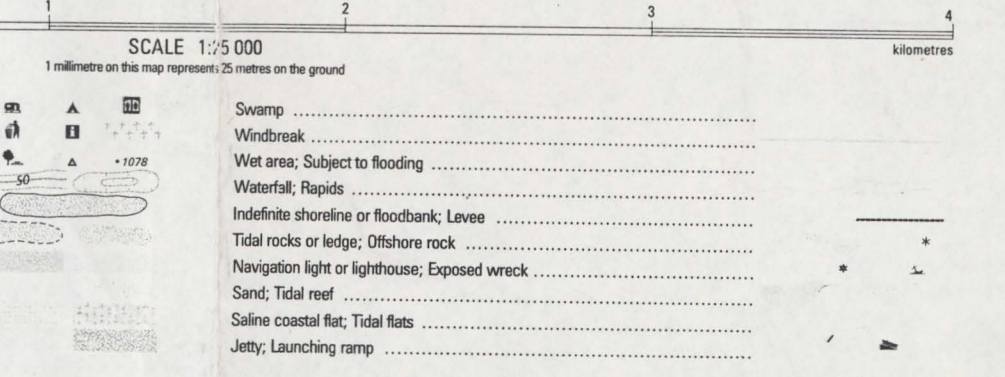 1 2 3 4
kilometres
SCALE 1:25 000
1 millimetre on this map represents 25 metres on the ground
Swamp
Windbreak
Wet area; Subject to flooding
• 1078
Waterfall; Rapids
50
Indefinite shoreline or floodbank; Levee
Tidal rocks or ledge; Offshore rock
Navigation light or lighthouse; Exposed wreck
Sand; Tidal reef
Saline coastal flat; Tidal flats
Jetty; Launching ramp